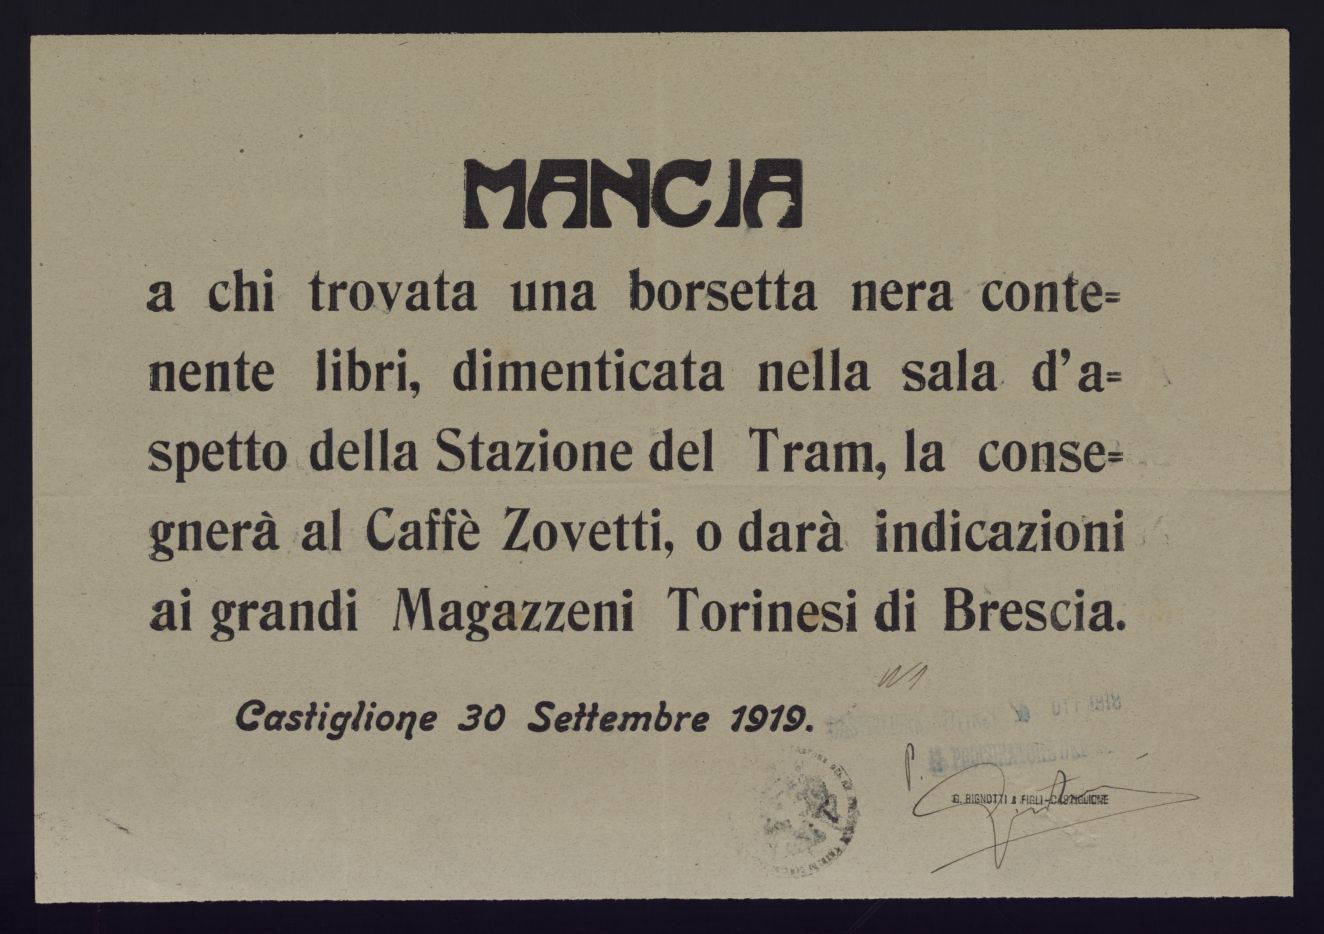 MANCIA
a chi trovata una borsetta nera conte=
nente libri, dimenticata nella sala d'a=
spetto della Stazione del Tram, la conse=
gnerà al Caffè Zovetti, o darà indicazioni
ai grandi Magazzeni Torinesi di Brescia.
Castiglione 30 Settembre 1919.
P.
G. BIGNOTTI & FIGLI-CASTIGLIONE